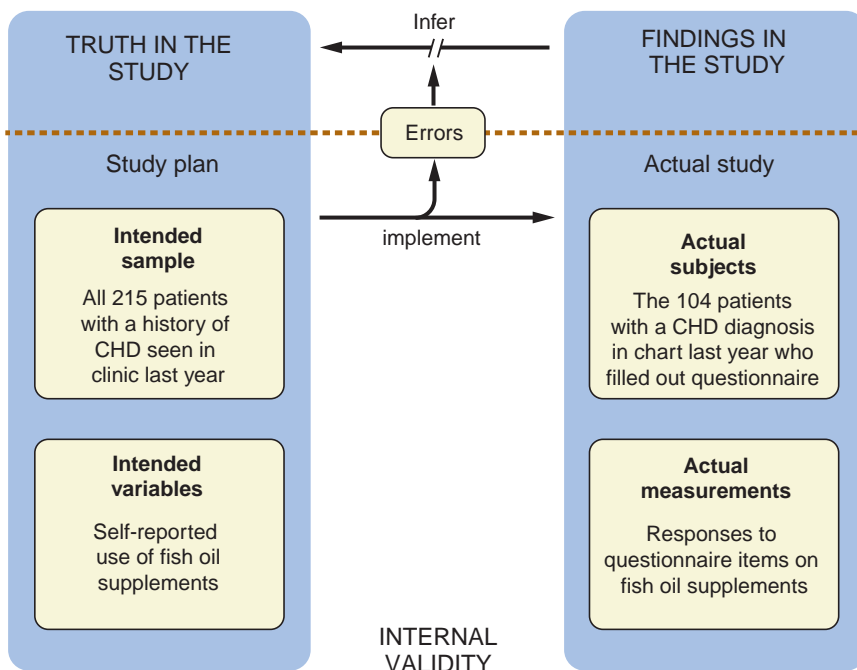 Infer
TRUTH IN THE
STUDY
FINDINGS IN
THE STUDY
Errors
Study plan
Actual study
implement
Intended
sample
All 215 patients
with a history of
CHD seen in
clinic last year
Actual
subjects
The 104 patients
with a CHD diagnosis
in chart last year who
filled out questionnaire
Intended
variables
Self-reported
use of fish oil
supplements
Actual
measurements
Responses to
questionnaire items on
fish oil supplements
INTERNAL
VALIDITY